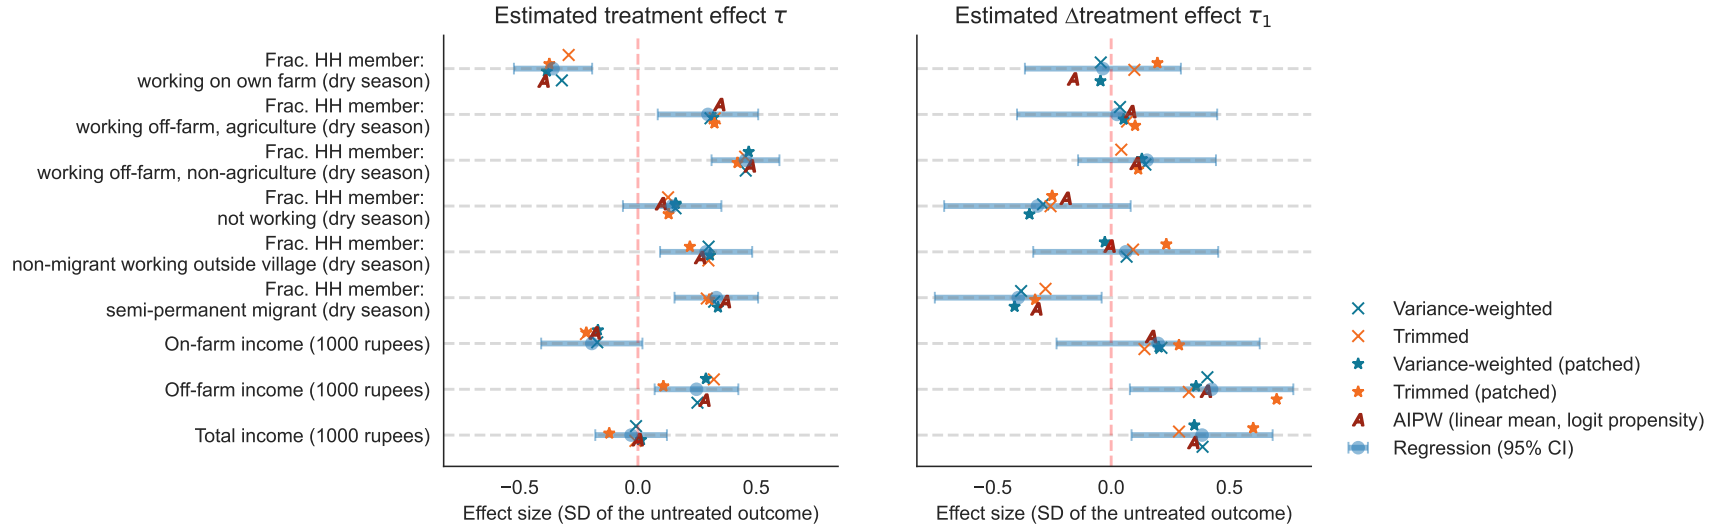 Estimated treatment effect τ
Estimated Δtreatment effect τ₁
Frac. HH member:
working on own farm (dry season)
Frac. HH member:
working off-farm, agriculture (dry season)
Frac. HH member:
working off-farm, non-agriculture (dry season)
Frac. HH member:
not working (dry season)
Frac. HH member:
non-migrant working outside village (dry season)
Frac. HH member:
semi-permanent migrant (dry season)
On-farm income (1000 rupees)
Off-farm income (1000 rupees)
Total income (1000 rupees)
−0.5 0.0 0.5
Effect size (SD of the untreated outcome)
−0.5 0.0 0.5
Effect size (SD of the untreated outcome)
Variance-weighted
Trimmed
Variance-weighted (patched)
Trimmed (patched)
A AIPW (linear mean, logit propensity)
Regression (95% CI)